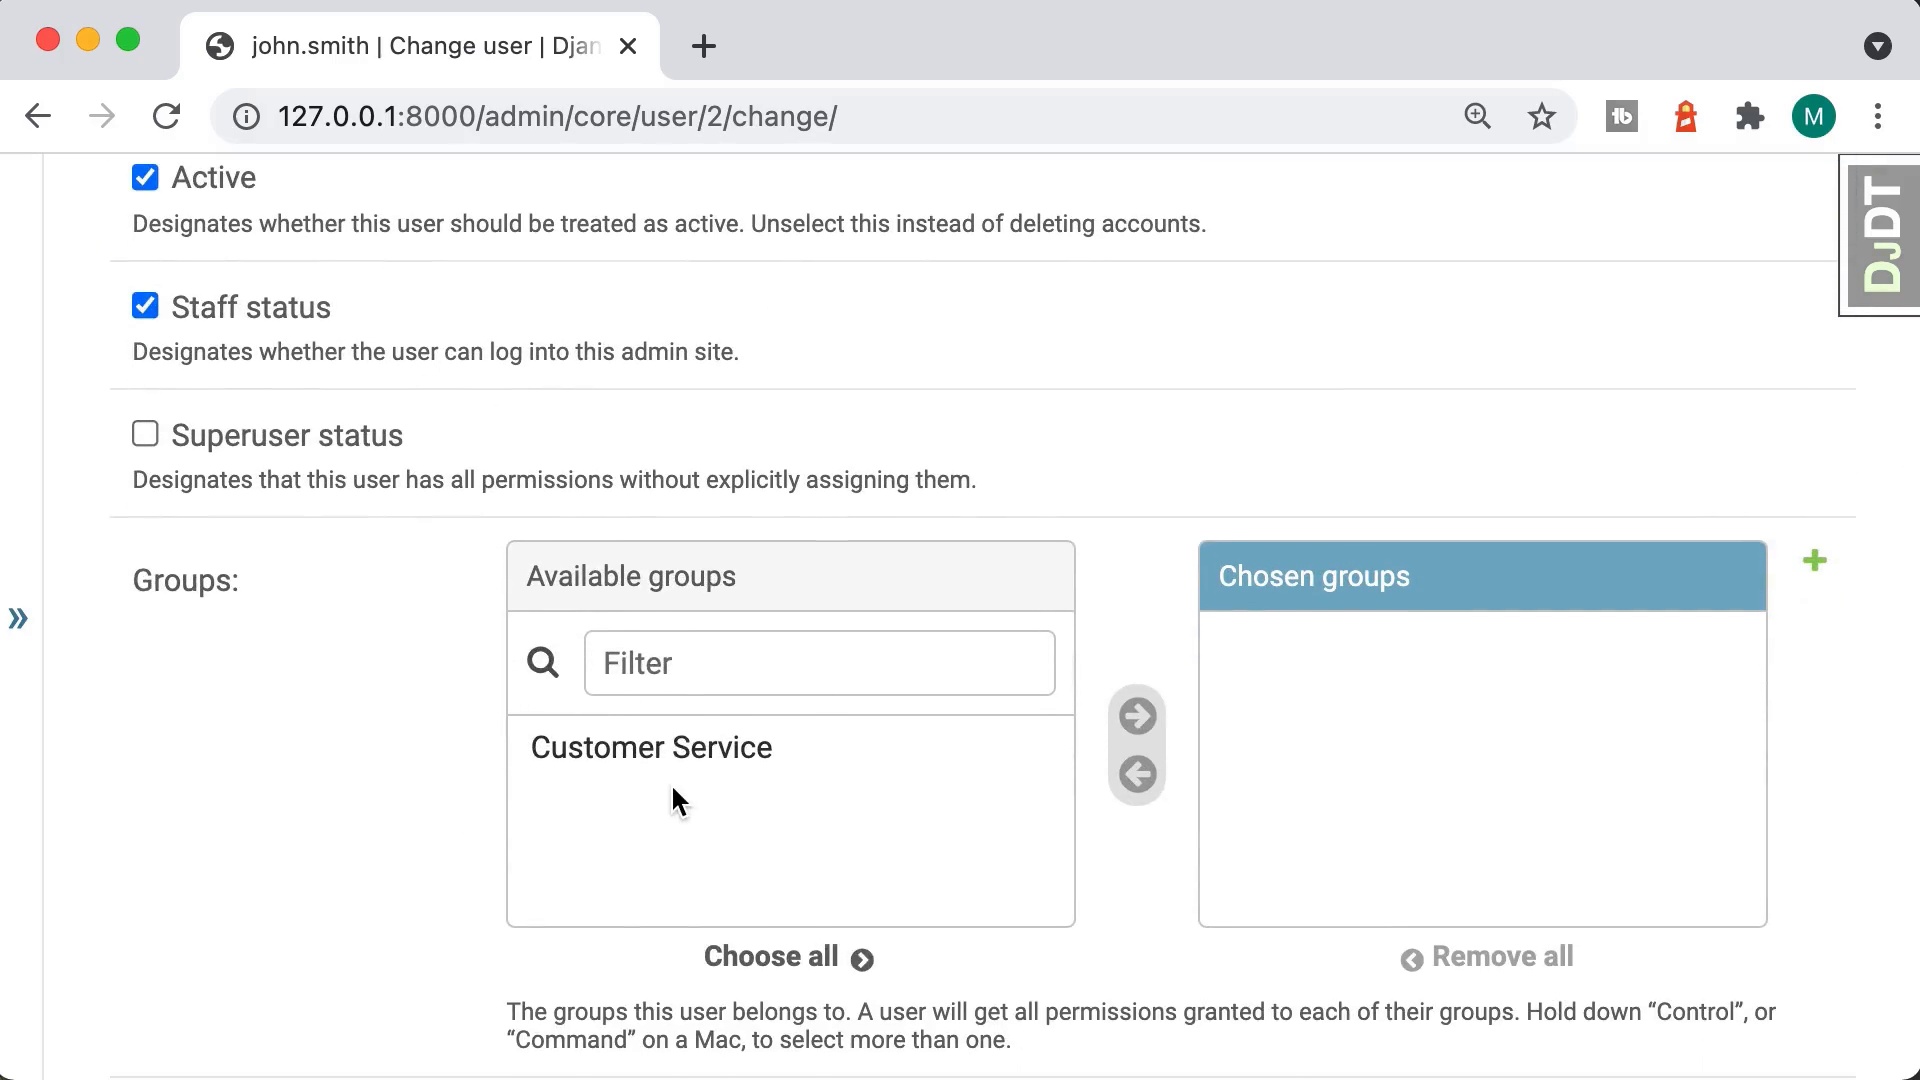 john.smith | Change user | Djan
127.0.0.1:8000/admin/core/user/2/change/
M
Active
Designates whether this user should be treated as active. Unselect this instead of deleting accounts.
DJDT
Staff status
Designates whether the user can log into this admin site.
Superuser status
Designates that this user has all permissions without explicitly assigning them.
Groups:
Available groups
Chosen groups
Filter
Customer Service
Choose all
Remove all
The groups this user belongs to. A user will get all permissions granted to each of their groups. Hold down “Control”, or
“Command” on a Mac, to select more than one.